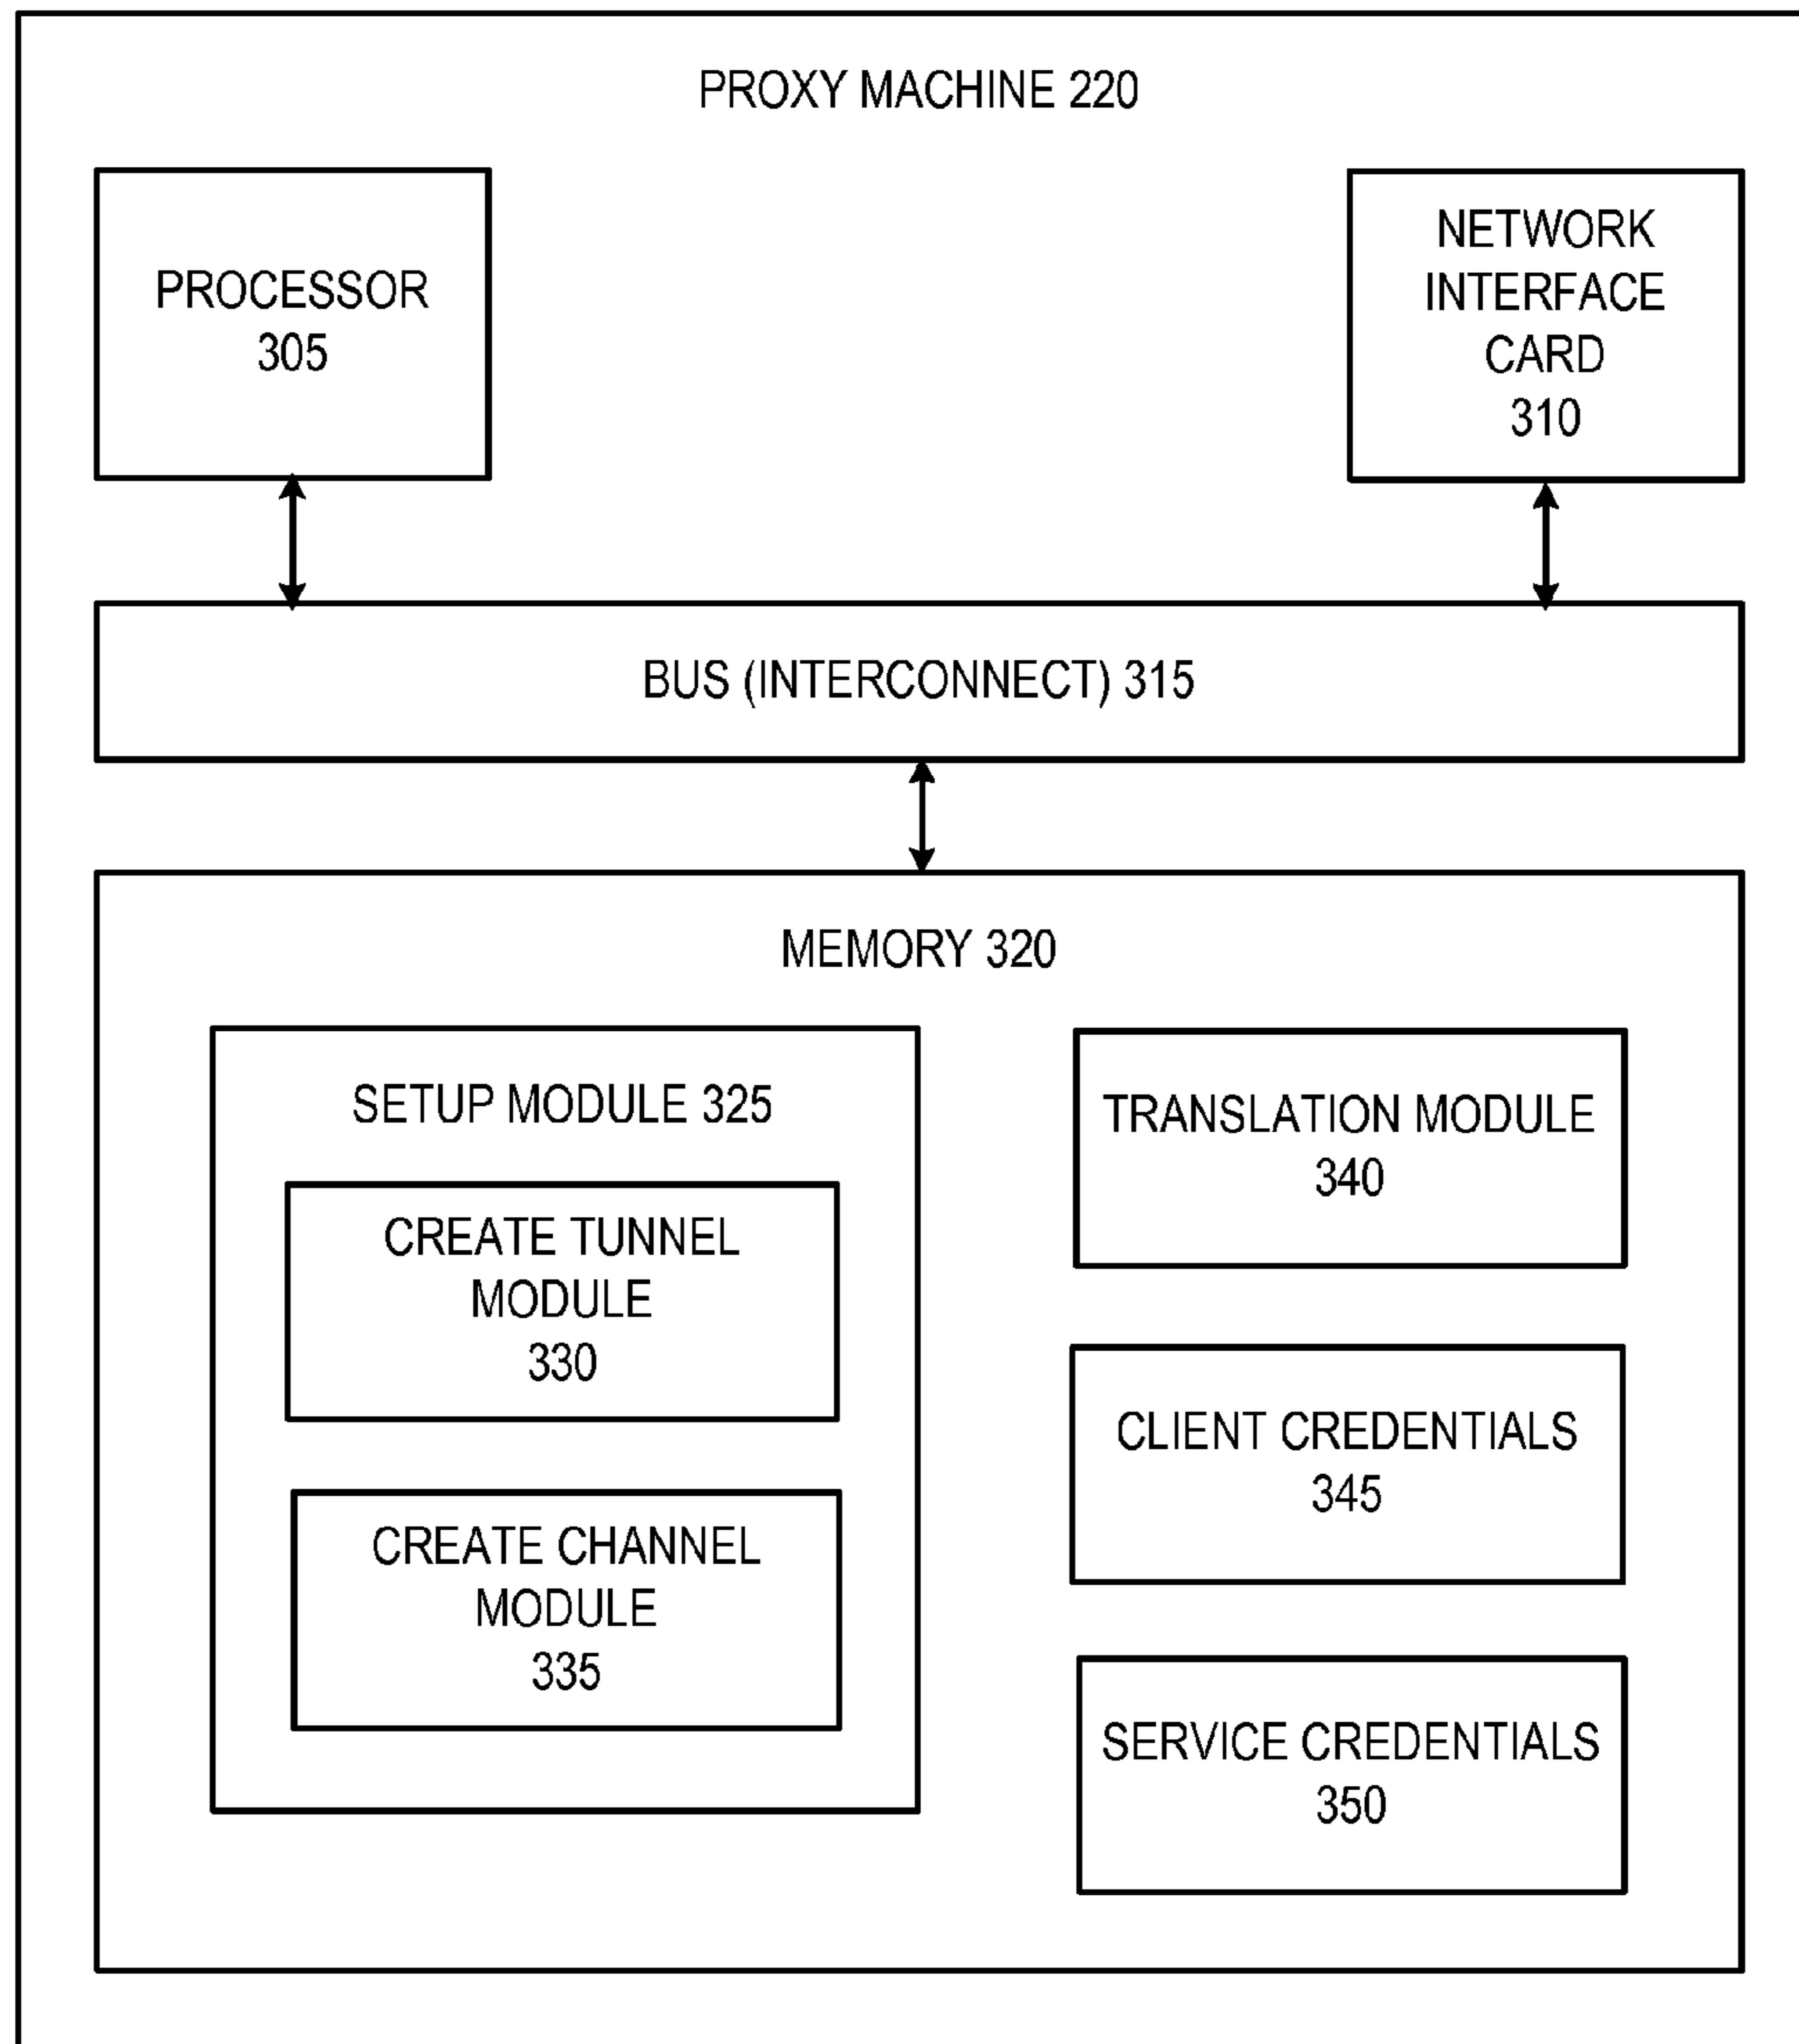 PROXY MACHINE 220
PROCESSOR
305
NETWORK
INTERFACE
CARD
310
BUS (INTERCONNECT) 315
MEMORY 320
SETUP MODULE 325
CREATE TUNNEL
MODULE
330
CREATE CHANNEL
MODULE
335
TRANSLATION MODULE
340
CLIENT CREDENTIALS
345
SERVICE CREDENTIALS
350